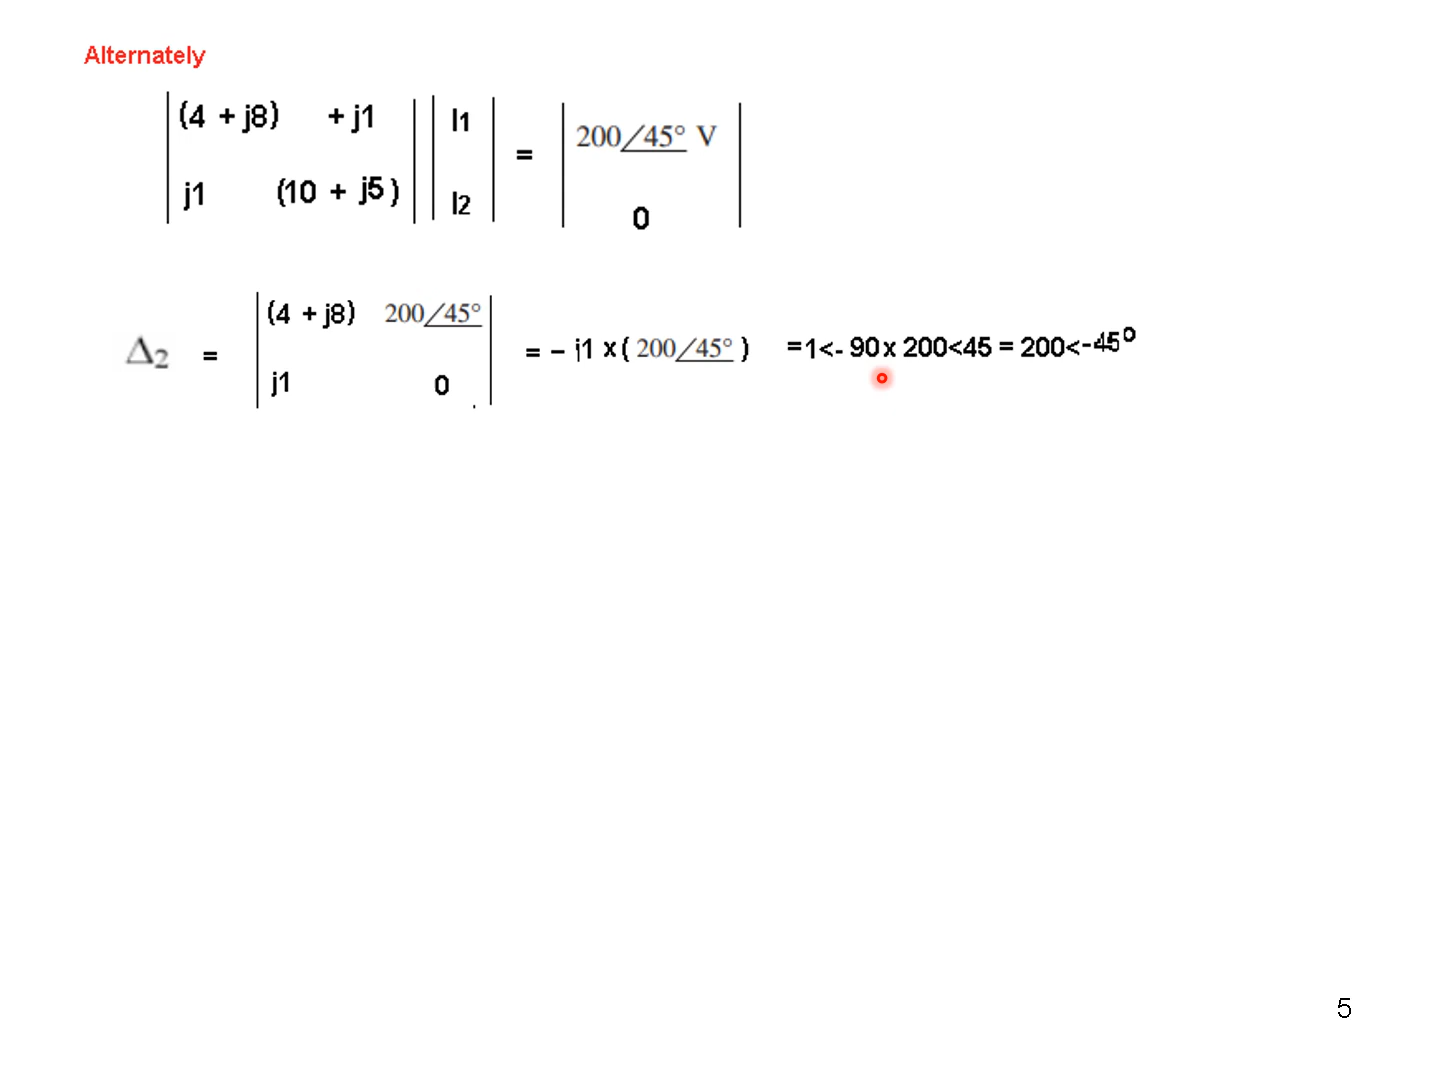 Alternately
(4 + j8) + j1 I1 = 200∠45° V
j1 (10 + j5) I2 0
Δ2 = (4 + j8) 200∠45° = – j1 x ( 200∠45° ) =1<- 90 x 200<45 = 200<-45⁰
j1 0
5